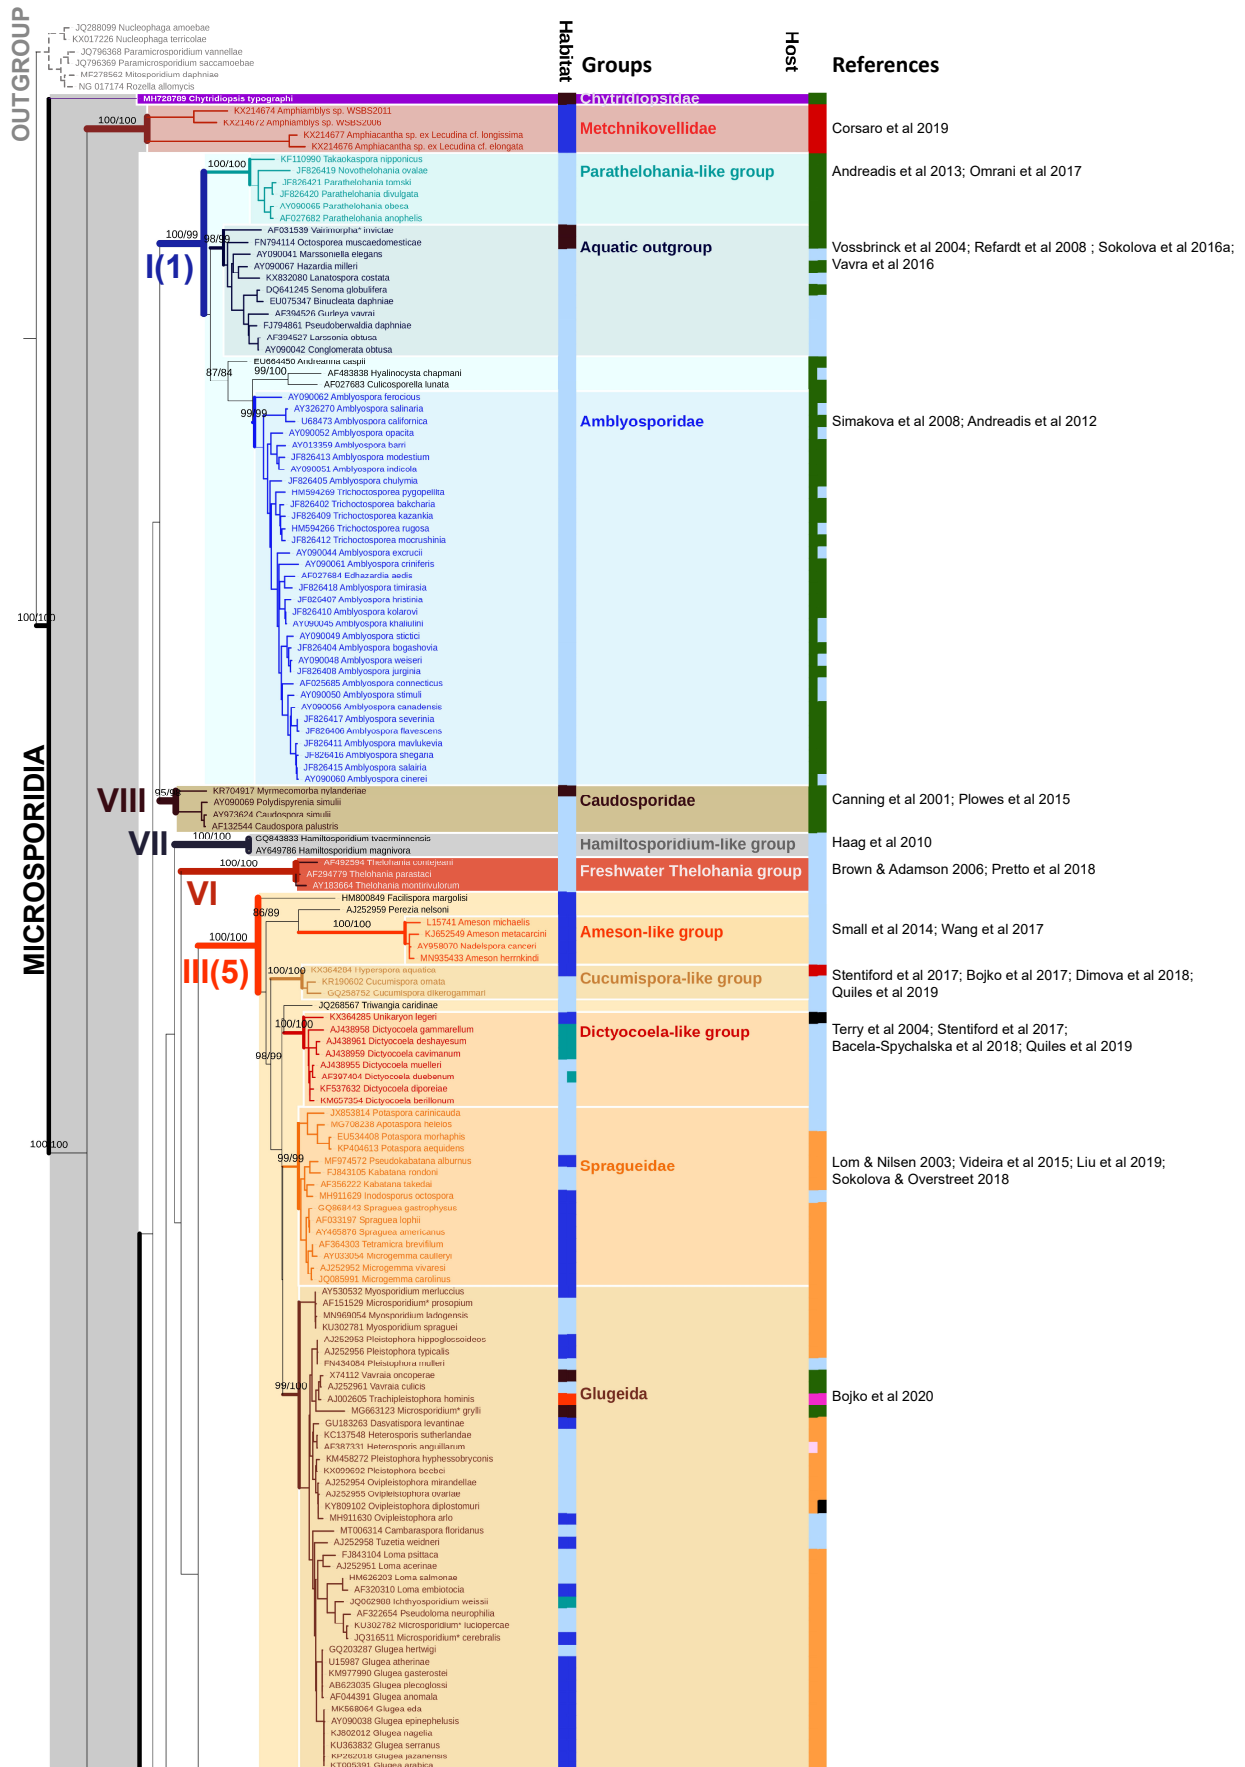 OUTGROUP
JQ288099 Nucleophaga amoebae
KX017226 Nucleophaga terricolae
JQ796368 Paramicrosporidium vannellae
JQ796369 Paramicrosporidium saccamoebae
MF278562 Mitosporidium daphniae
NG 017174 Rozella allomycis
Habitat
Groups
Host
References
MH728789 Chytridiopsis typographi
Chytridiopsidae
100/100
KX214674 Amphiamblys sp. WSBS2011
KX214672 Amphiamblys sp. WSBS2006
KX214677 Amphiacantha sp. ex Lecudina cf. longissima
KX214676 Amphiacantha sp. ex Lecudina cf. elongata
Metchnikovellidae
Corsaro et al 2019
100/100
KF110990 Takaokaspora nipponicus
JF826419 Novothelohania ovalae
JF826421 Parathelohania tomski
JF826420 Parathelohania divulgata
AY090065 Parathelohania obesa
AF027682 Parathelohania anophelis
Parathelohania-like group
Andreadis et al 2013; Omrani et al 2017
100/99
98/99
I(1)
AF031539 Vairimorpha* invictae
FN794114 Octosporea muscaedomesticae
AY090041 Marssoniella elegans
AY090067 Hazardia milleri
KX832080 Lanatospora costata
DQ641245 Senoma globulifera
EU075347 Binucleata daphniae
AF394526 Gurleya vavrai
FJ794861 Pseudoberwaldia daphniae
AF394527 Larssonia obtusa
AY090042 Conglomerata obtusa
Aquatic outgroup
Vossbrinck et al 2004; Refardt et al 2008 ; Sokolova et al 2016a;
Vavra et al 2016
87/84
99/100
EU664450 Andreanna caspii
AF483838 Hyalinocysta chapmani
AF027683 Culicosporella lunata
99/99
AY090062 Amblyospora ferocious
AY326270 Amblyospora salinaria
U68473 Amblyospora californica
AY090052 Amblyospora opacita
AY013359 Amblyospora barri
JF826413 Amblyospora modestium
AY090051 Amblyospora indicola
JF826405 Amblyospora chulymia
HM594269 Trichoctosporea pygopellita
JF826402 Trichoctosporea bakcharia
JF826409 Amblyospora kazankia
HM594266 Trichoctosporea rugosa
JF826412 Trichoctosporea mocrushinia
AY090044 Amblyospora excrucii
AY090061 Amblyospora criniferis
AF027684 Edhazardia aedis
JF826418 Amblyospora timirasia
JF826407 Amblyospora hristinia
JF826410 Amblyospora kolarovi
AY090045 Amblyospora khaliulini
AY090049 Amblyospora stictici
JF826404 Amblyospora bogashovia
AY090048 Amblyospora weiseri
JF826408 Amblyospora jurginia
AF025685 Amblyospora connecticus
AY090050 Amblyospora stimuli
AY090056 Amblyospora canadensis
JF826417 Amblyospora severinia
JF826406 Amblyospora flavescens
JF826411 Amblyospora mavlukevia
JF826416 Amblyospora shegaria
JF826415 Amblyospora salairia
AY090060 Amblyospora cinerei
Amblyosporidae
Simakova et al 2008; Andreadis et al 2012
100/100
MICROSPORIDIA
VIII
KR704917 Myrmecomorba nylanderiae
AY090069 Polydispyrenia simulii
AY973624 Caudospora simulii
AF132544 Caudospora palustris
Caudosporidae
Canning et al 2001; Plowes et al 2015
VII
100/100
GQ843833 Hamiltosporidium tvaerminnensis
AY649786 Hamiltosporidium magnivora
Hamiltosporidium-like group
Haag et al 2010
VI
100/100
AF492594 Thelohania contejeani
AF294779 Thelohania parastaci
AY183664 Thelohania montirivulorum
Freshwater Thelohania group
Brown & Adamson 2006; Pretto et al 2018
100/100
III(5)
86/89
HM800849 Facilispora margolisi
AJ252959 Perezia nelsoni
100/100
L15741 Ameson michaelis
KJ652549 Ameson metacarcini
AY958070 Nadelspora canceri
MN935433 Ameson herrnkindi
Ameson-like group
Small et al 2014; Wang et al 2017
100/100
KX364284 Hyperspora aquatica
KR190602 Cucumispora ornata
GQ258752 Cucumispora dikerogammari
Cucumispora-like group
Stentiford et al 2017; Bojko et al 2017; Dimova et al 2018;
Quiles et al 2019
JQ268567 Triwangia caridinae
98/99
100/100
KX364285 Unikaryon legeri
AJ438958 Dictyocoela gammarellum
AJ438961 Dictyocoela deshayesum
AJ438959 Dictyocoela cavimanum
AJ438955 Dictyocoela muelleri
AF397404 Dictyocoela duebenum
KF537632 Dictyocoela diporeiae
KM657354 Dictyocoela berillonum
Dictyocoela-like group
Terry et al 2004; Stentiford et al 2017;
Bacela-Spychalska et al 2018; Quiles et al 2019
100/100
99/99
JX853814 Potaspora carinicauda
MG708238 Apotaspora heleios
EU534408 Potaspora morhaphis
KP404613 Potaspora aequidens
MF974572 Pseudokabatana alburnus
FJ843105 Kabatana rondoni
AF356222 Kabatana takedai
MH911629 Inodosporus octospora
GQ868443 Spraguea gastrophysus
AF033197 Spraguea lophii
AY465876 Spraguea americanus
AF364303 Tetramicra brevifilum
AY033054 Microgemma caulleryi
AJ252952 Microgemma vivaresi
JQ085991 Microgemma carolinus
Spragueidae
Lom & Nilsen 2003; Videira et al 2015; Liu et al 2019;
Sokolova & Overstreet 2018
99/100
AY530532 Myosporidium merluccius
AF151529 Microsporidium* prosopium
MN969054 Myosporidium ladogensis
KU302781 Myosporidium spraguei
AJ252953 Pleistophora hippoglossoideos
AJ252956 Pleistophora typicalis
FN434084 Pleistophora mulleri
X74112 Vavraia oncoperae
AJ252961 Vavraia culicis
AJ002605 Trachipleistophora hominis
MG663123 Microsporidium* grylli
GU183263 Dasyatispora levantinae
KC137548 Heterosporis sutherlandae
AF387331 Heterosporis anguillarum
KM458272 Pleistophora hyphessobryconis
KX099692 Pleistophora beebei
AJ252954 Ovipleistophora mirandellae
AJ252955 Ovipleistophora ovariae
KY809102 Ovipleistophora diplostomuri
MH911630 Ovipleistophora arlo
MT006314 Cambaraspora floridanus
AJ252958 Tuzetia weidneri
FJ843104 Loma psittaca
AJ252951 Loma acerinae
HM626203 Loma salmonae
AF320310 Loma embiotocia
JQ062988 Ichthyosporidium weissii
AF322654 Pseudoloma neurophilia
KU302782 Microsporidium* luciopercae
JQ316511 Microsporidium* cerebralis
GQ203287 Glugea hertwigi
U15987 Glugea atherinae
KM977990 Glugea gasterostei
AB623035 Glugea plecoglossi
AF044391 Glugea anomala
MK568064 Glugea eda
AY090038 Glugea epinephelusis
KJ802012 Glugea nagelia
KU363832 Glugea serranus
KP262018 Glugea jazanensis
KT005391 Glugea arabica
Glugeida
Bojko et al 2020